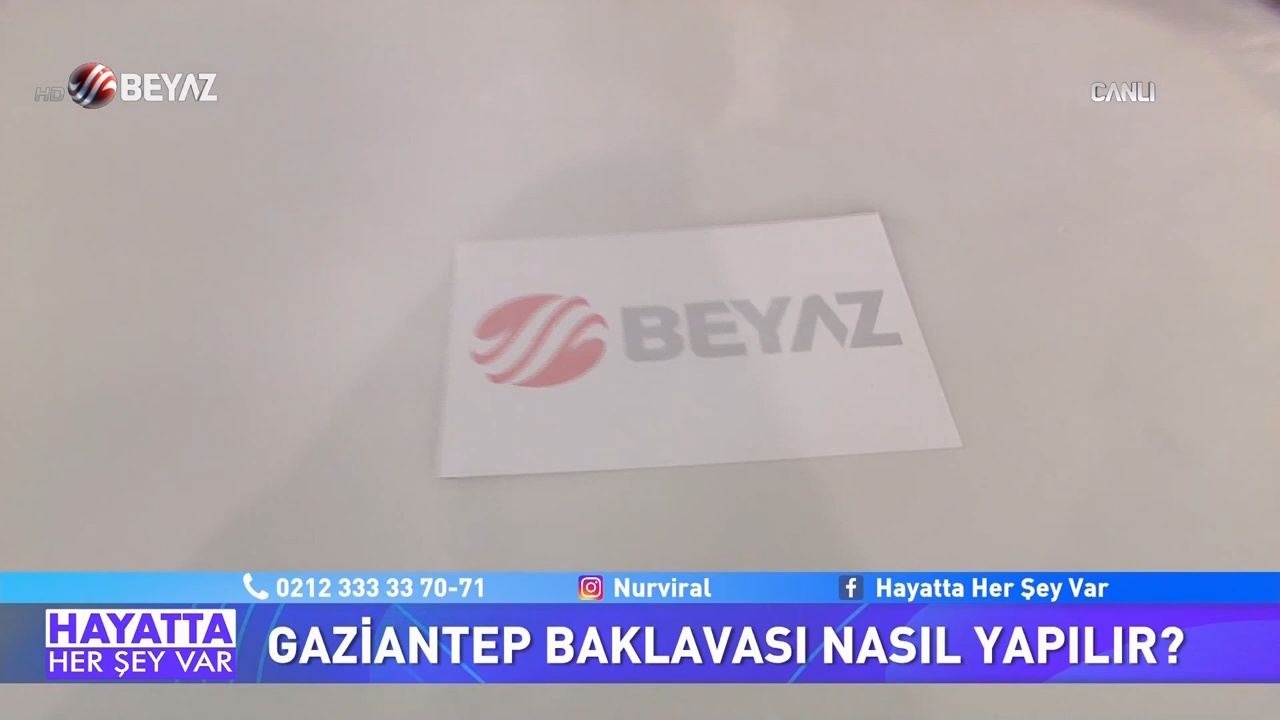 HD BEYAZ
CANLI
BEYAZ
0212 333 33 70-71
Nurviral
Hayatta Her Şey Var
HAYATTA
HER ŞEY VAR
GAZİANTEP BAKLAVASI NASIL YAPILIR?